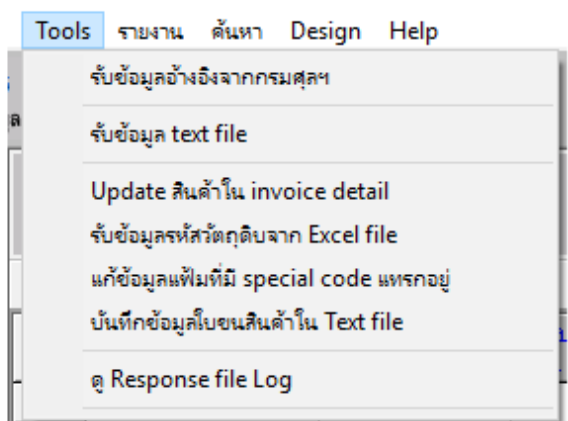 Tools รายงาน ค้นหา Design Help
รับข้อมูลอ้างอิงจากกรมศุลฯ
รับข้อมูล text file
Update สินค้าใน invoice detail
รับข้อมูลรหัสวัตถุดิบจาก Excel file
แก้ข้อมูลแฟ้มที่มี special code แทรกอยู่
บันทึกข้อมูลใบขนสินค้าใน Text file
ดู Response file Log